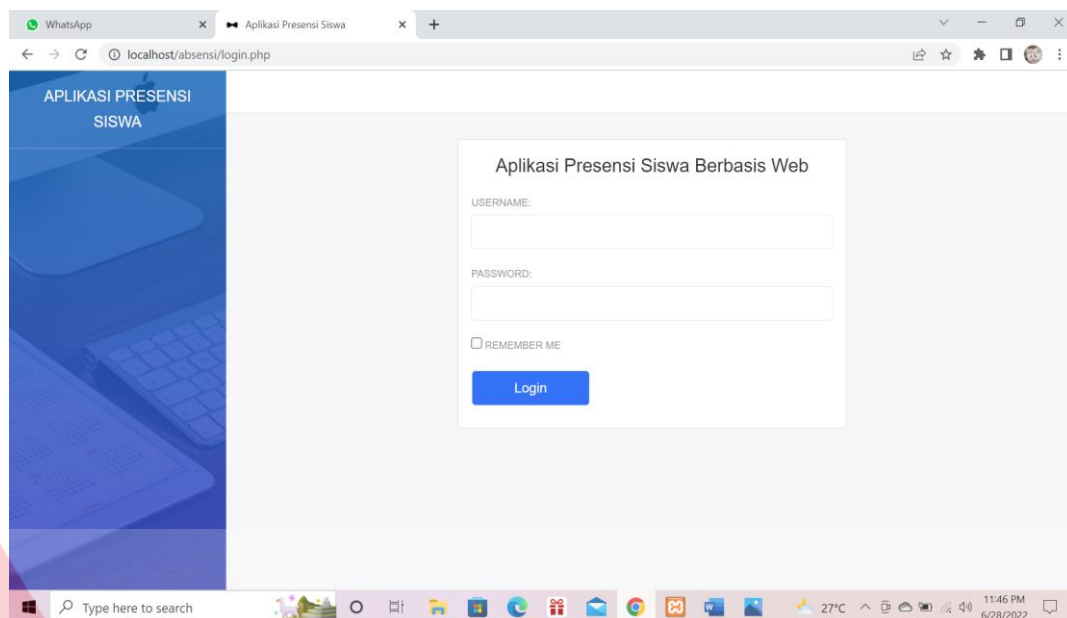 WhatsApp
Aplikasi Presensi Siswa
localhost/absensi/login.php
APLIKASI PRESENSI
SISWA
Aplikasi Presensi Siswa Berbasis Web
USERNAME:
PASSWORD:
REMEMBER ME
Login
Type here to search
27°C
11:46 PM
6/28/2022